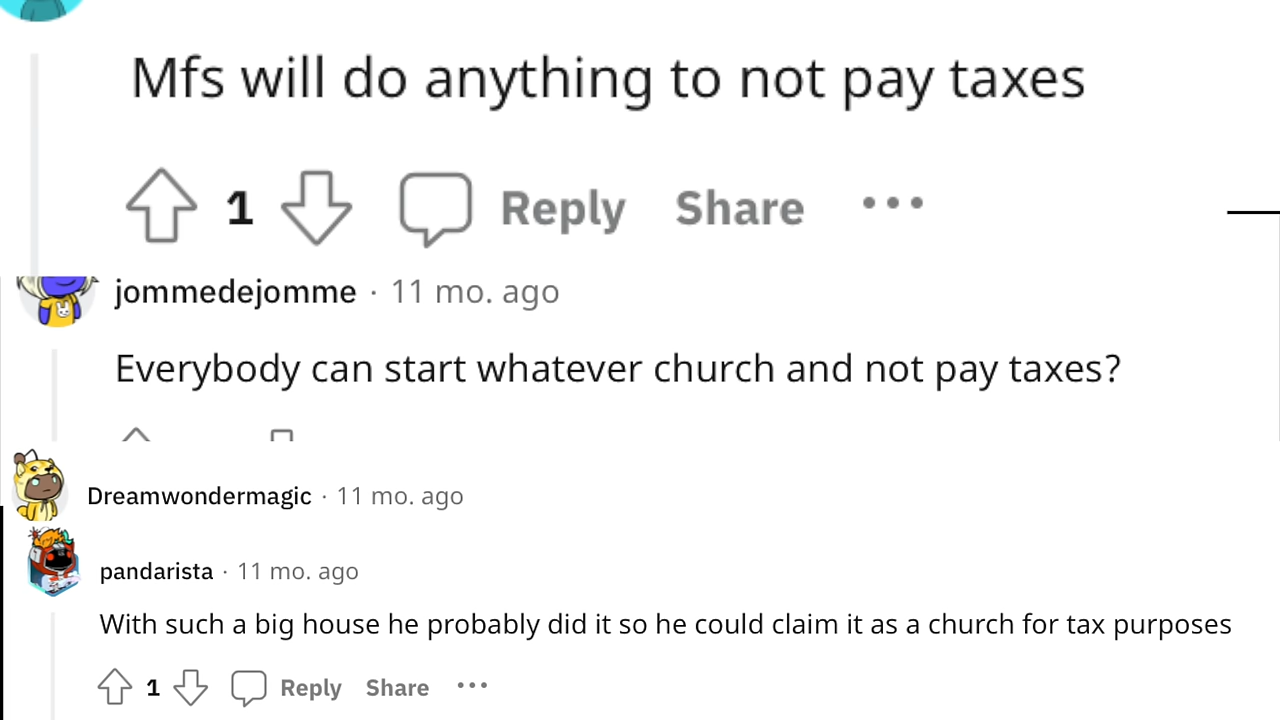 Mfs will do anything to not pay taxes
1 Reply Share •••
jommedejomme · 11 mo. ago
Everybody can start whatever church and not pay taxes?
Dreamwondermagic · 11 mo. ago
pandarista · 11 mo. ago
With such a big house he probably did it so he could claim it as a church for tax purposes
1 Reply Share •••